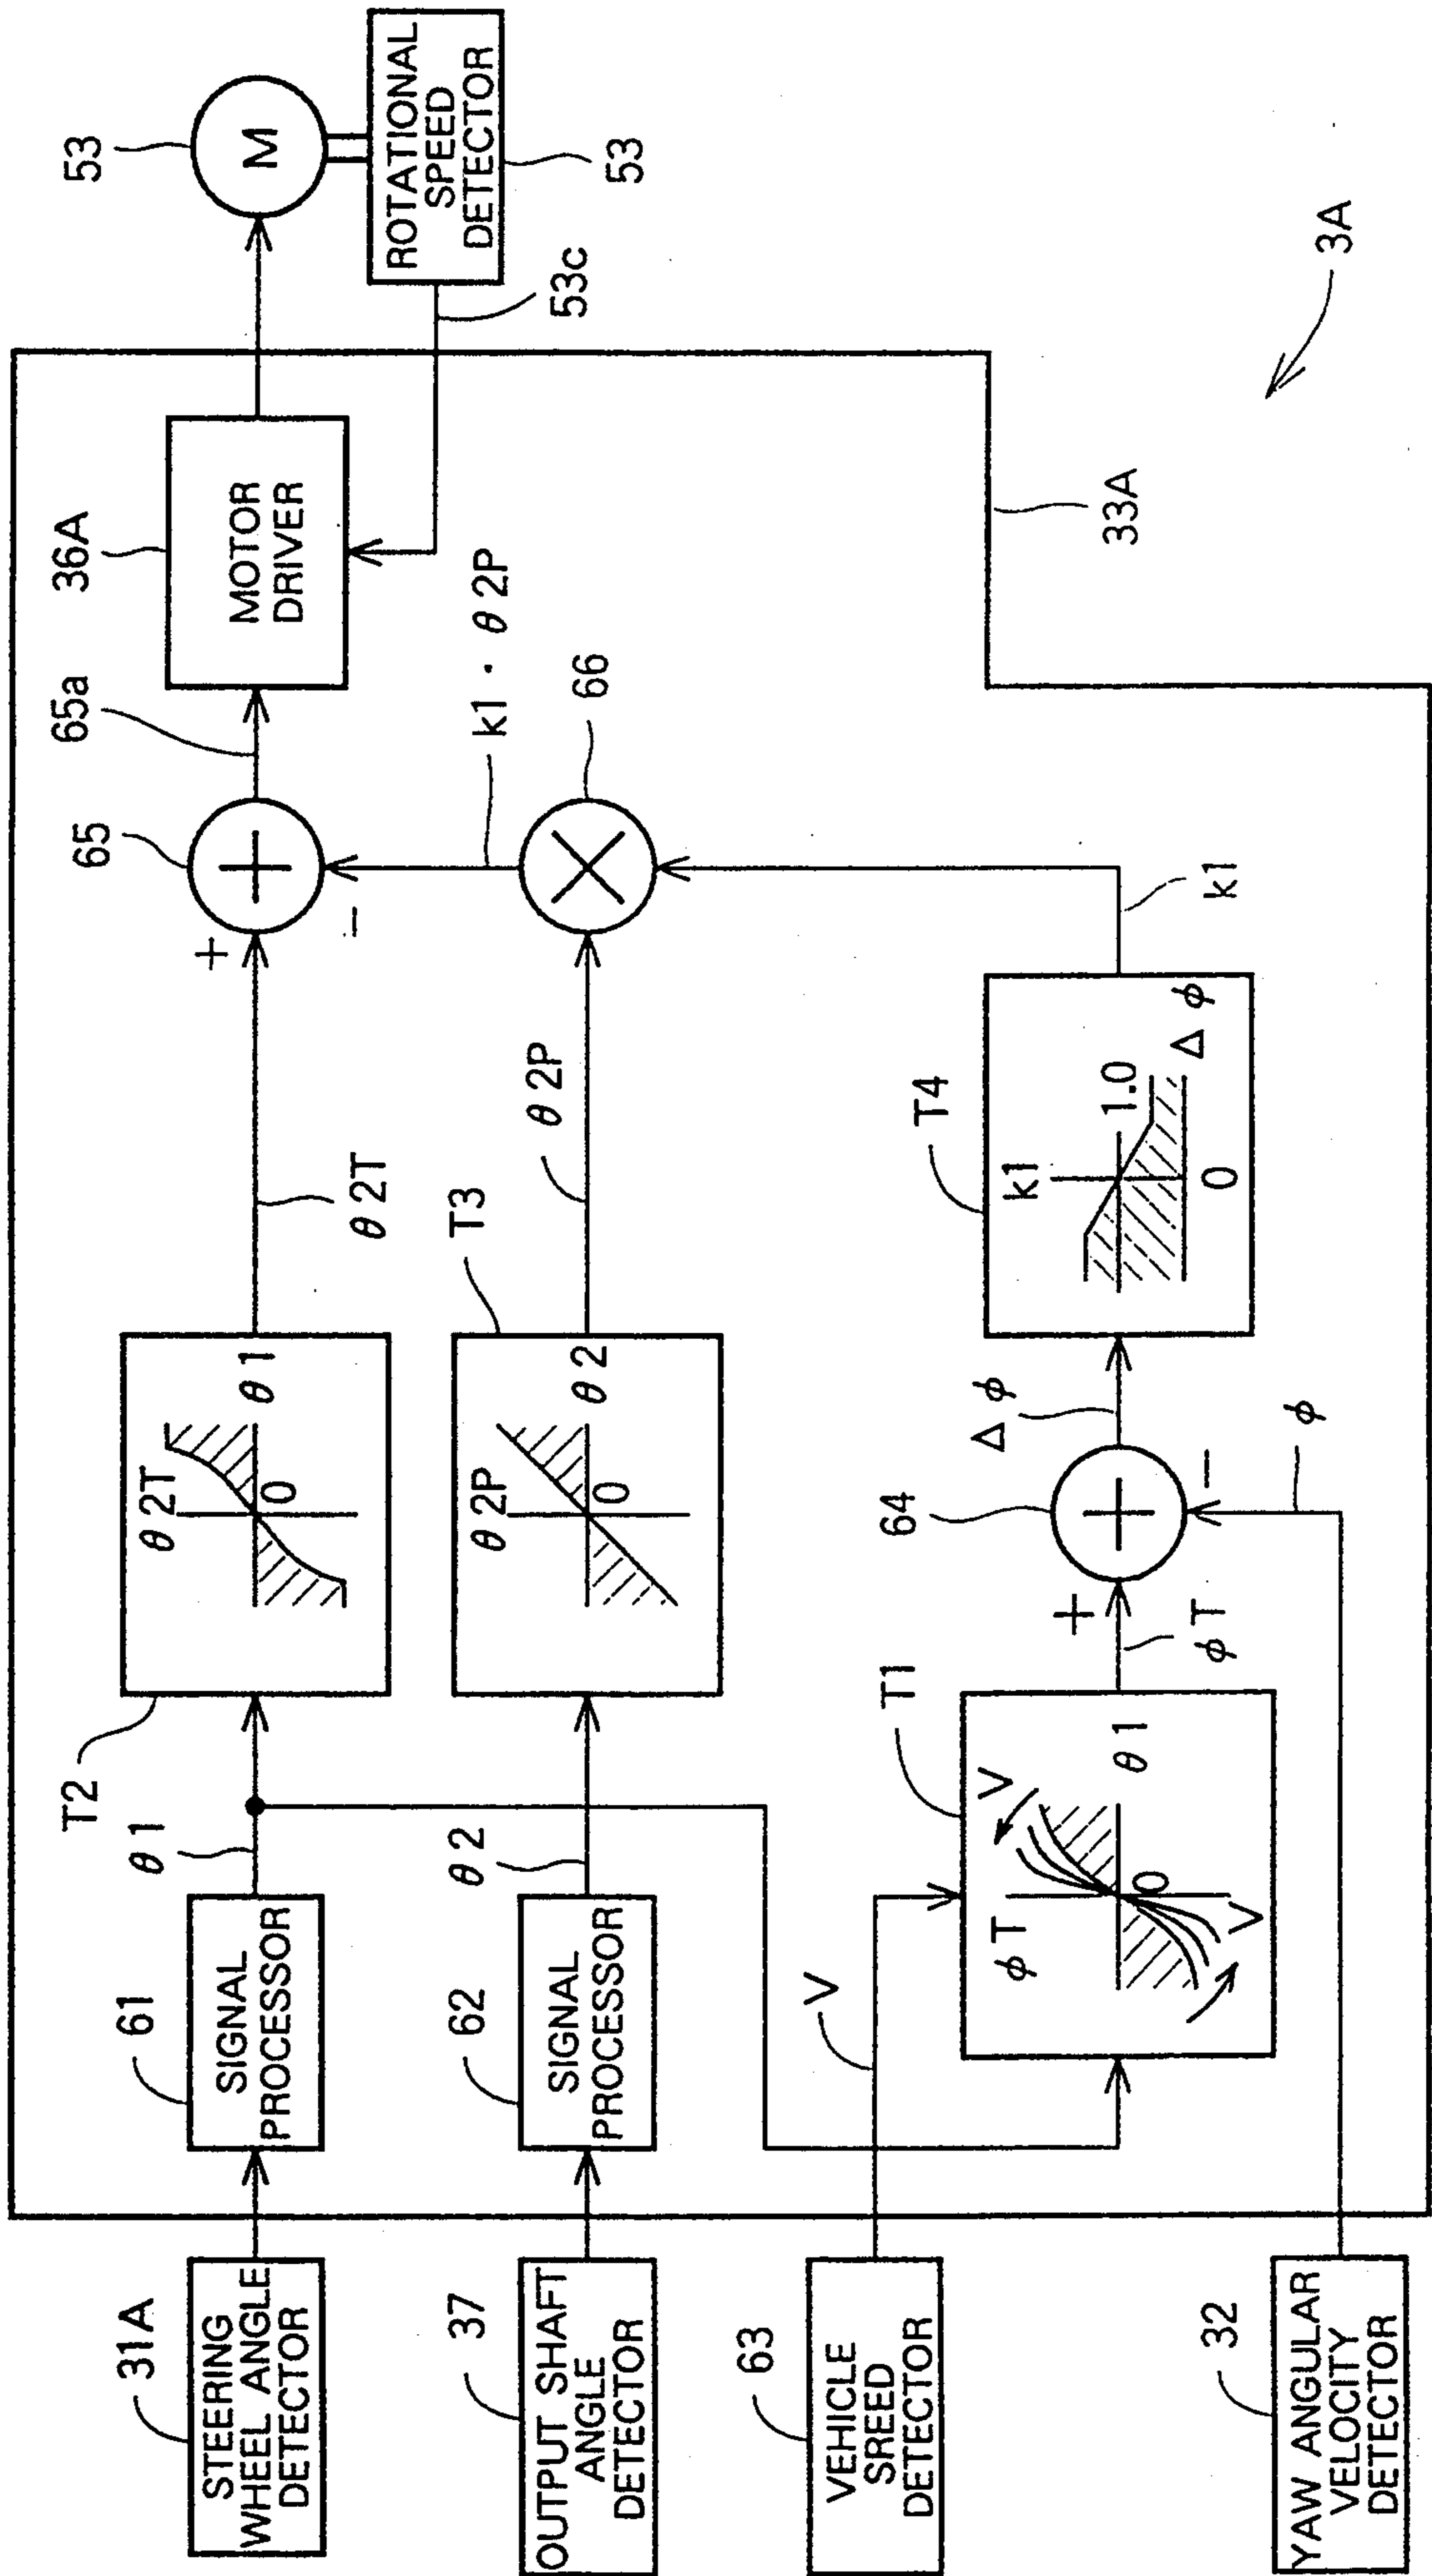 31A
STEERING
WHEEL ANGLE
DETECTOR
61
SIGNAL
PROCESSOR
θ1
T2
θ2T
θ1
0
θ2T
+
−
65
65a
36A
MOTOR
DRIVER
53
M
ROTATIONAL
SPEED
DETECTOR
53
53c
37
OUTPUT SHAFT
ANGLE
DETECTOR
62
SIGNAL
PROCESSOR
θ2
T3
θ2P
θ2
0
θ2P
66
k1・θ2P
63
VEHICLE
SREED
DETECTOR
V
T1
φT
V
θ1
0
V
φT
+
−
64
Δφ
φ
T4
k1
1.0
Δφ
0
k1
33A
3A
32
YAW ANGULAR
VELOCITY
DETECTOR